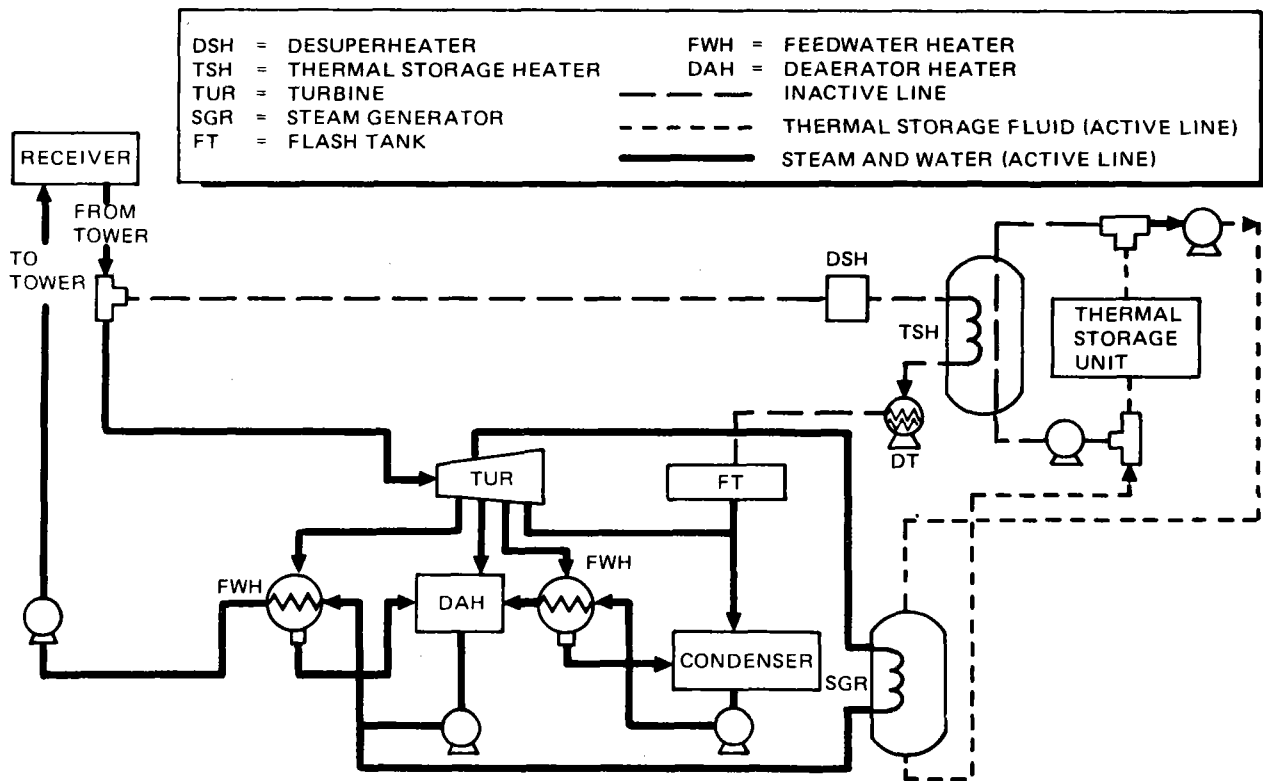 DSH = DESUPERHEATER
TSH = THERMAL STORAGE HEATER
TUR = TURBINE
SGR = STEAM GENERATOR
FT = FLASH TANK
FWH = FEEDWATER HEATER
DAH = DEAERATOR HEATER
INACTIVE LINE
THERMAL STORAGE FLUID (ACTIVE LINE)
STEAM AND WATER (ACTIVE LINE)
RECEIVER
FROM
TOWER
TO
TOWER
DSH
TSH
THERMAL
STORAGE
UNIT
DT
TUR
FT
FWH
DAH
FWH
CONDENSER
SGR